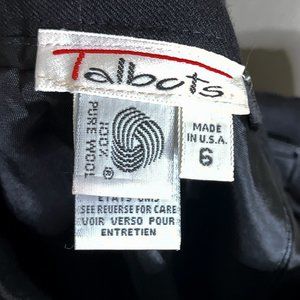 Talbots
100%
PURE WOOL
®
MADE
IN U.S.A.
6
ETATS UNIS
SEE REVERSE FOR CARE
VOIR VERSO POUR
ENTRETIEN